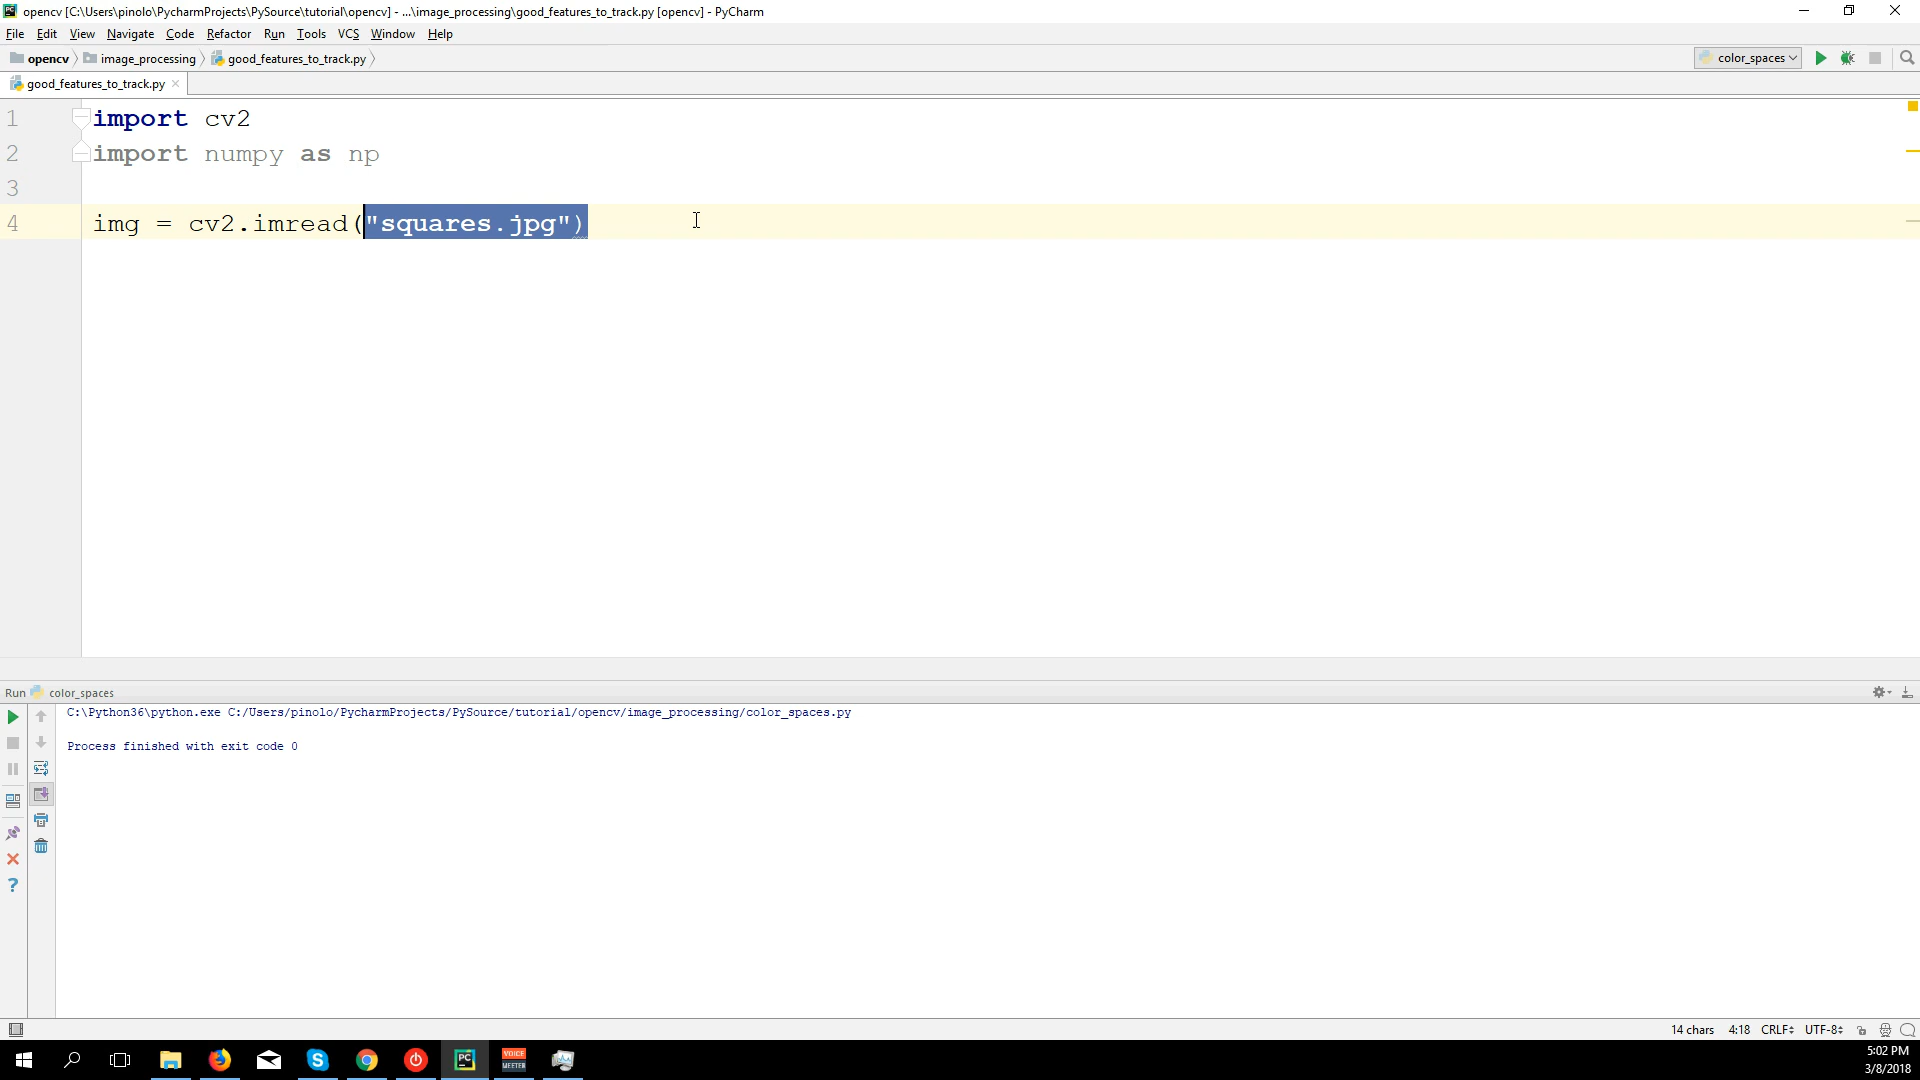 opencv [C:\Users\pinolo\PycharmProjects\PySource\tutorial\opencv] - ...\image_processing\good_features_to_track.py [opencv] - PyCharm
File Edit View Navigate Code Refactor Run Tools VCS Window Help
opencv image_processing good_features_to_track.py color_spaces
good_features_to_track.py
1 import cv2
2 import numpy as np
3
4 img = cv2.imread("squares.jpg")
Run color_spaces
C:\Python36\python.exe C:/Users/pinolo/PycharmProjects/PySource/tutorial/opencv/image_processing/color_spaces.py
Process finished with exit code 0
14 chars 4:18 CRLF UTF-8
PC VOICE MEETER
5:02 PM
3/8/2018